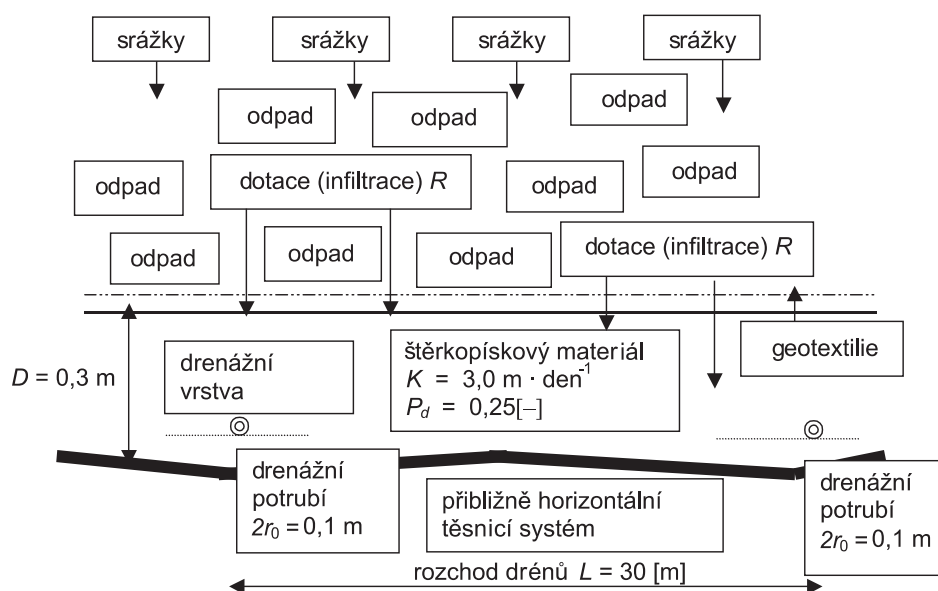 srážky
srážky
srážky
srážky
odpad
odpad
odpad
odpad
dotace (infiltrace) R
odpad
odpad
odpad
odpad
odpad
dotace (infiltrace) R
D = 0,3 m
drenážní
vrstva
štěrkopískový materiál
K = 3,0 m · den-1
Pd = 0,25[–]
geotextilie
drenážní
potrubí
2r0 = 0,1 m
přibližně horizontální
těsnicí systém
drenážní
potrubí
2r0 = 0,1 m
rozchod drénů L = 30 [m]